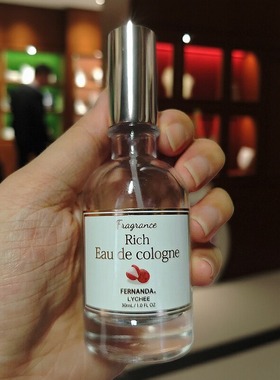 Fragrance
Rich
Eau de cologne
FERNANDA.
LYCHEE
30mL / 1.0 FL OZ